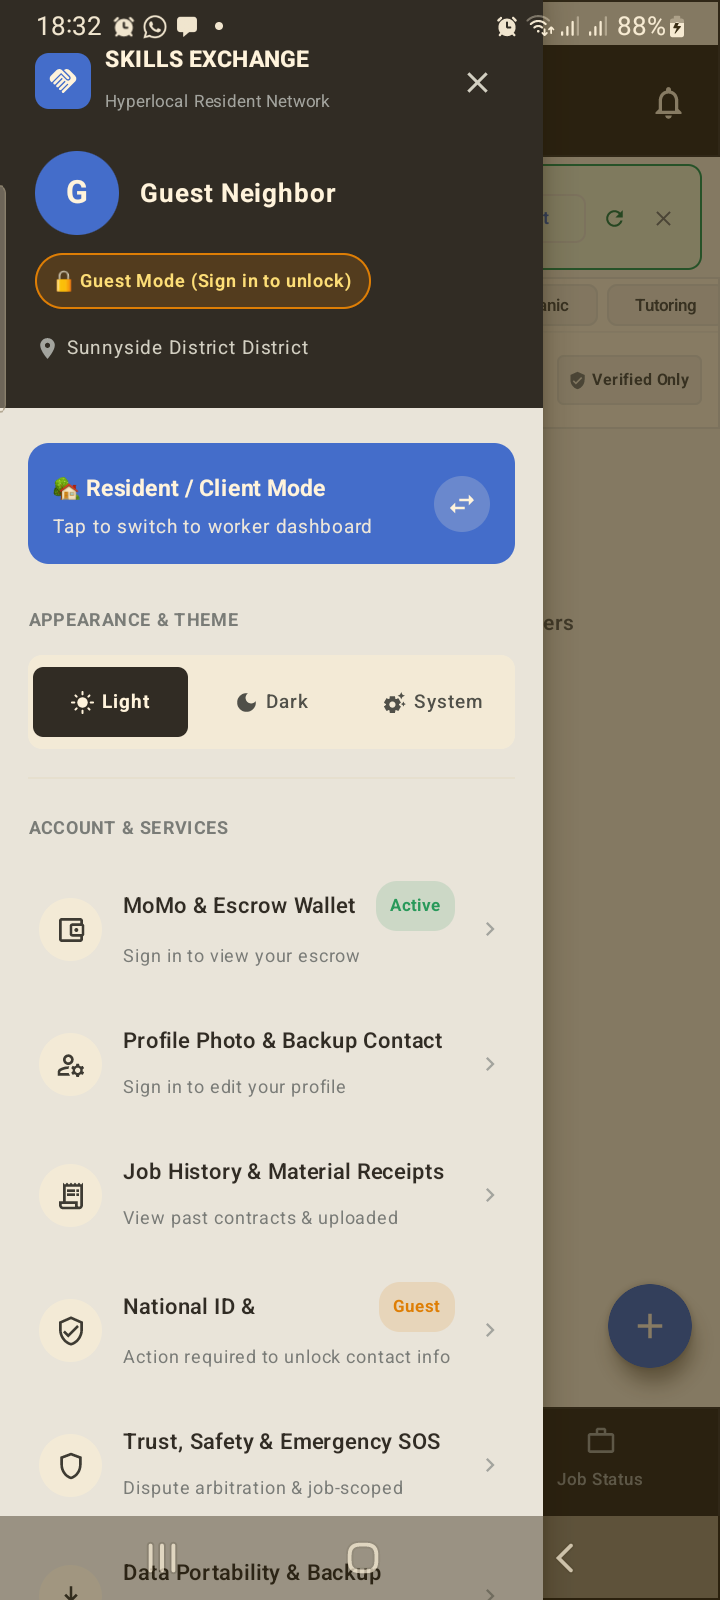 18:32
88%
SKILLS EXCHANGE
Hyperlocal Resident Network
G
Guest Neighbor
🔒 Guest Mode (Sign in to unlock)
Sunnyside District District
🏡 Resident / Client Mode
Tap to switch to worker dashboard
APPEARANCE & THEME
Light
Dark
System
ACCOUNT & SERVICES
MoMo & Escrow Wallet
Active
Sign in to view your escrow
Profile Photo & Backup Contact
Sign in to edit your profile
Job History & Material Receipts
View past contracts & uploaded
National ID &
Guest
Action required to unlock contact info
Trust, Safety & Emergency SOS
Dispute arbitration & job-scoped
Data Portability & Backup
t
anic
Tutoring
Verified Only
ers
Job Status